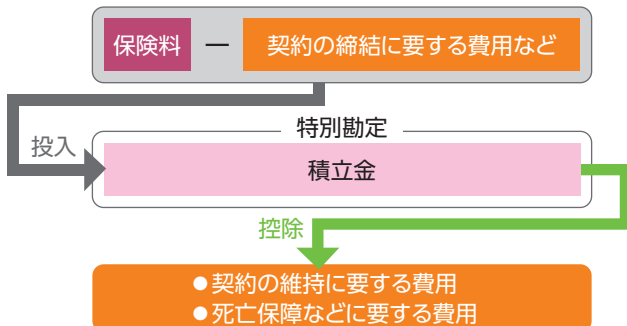 保険料 ー 契約の締結に要する費用など
特別勘定
投入
積立金
控除
●契約の維持に要する費用
●死亡保障などに要する費用